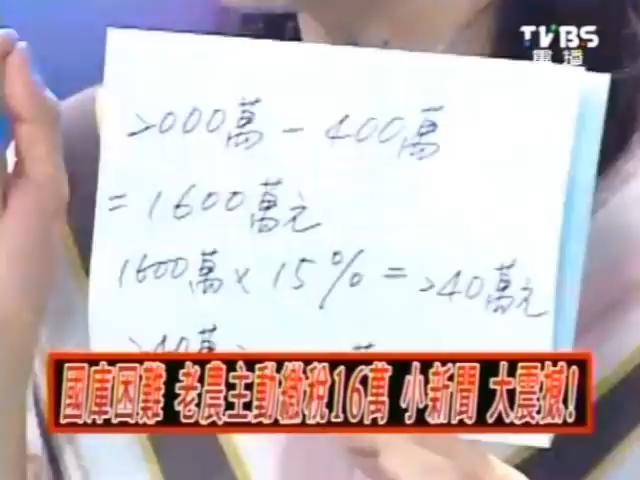 TVBS
重播
2000萬-400萬
=1600萬元
1600萬×15%=240萬元
國庫困難 老農主動繳稅16萬 小新聞 大震撼!